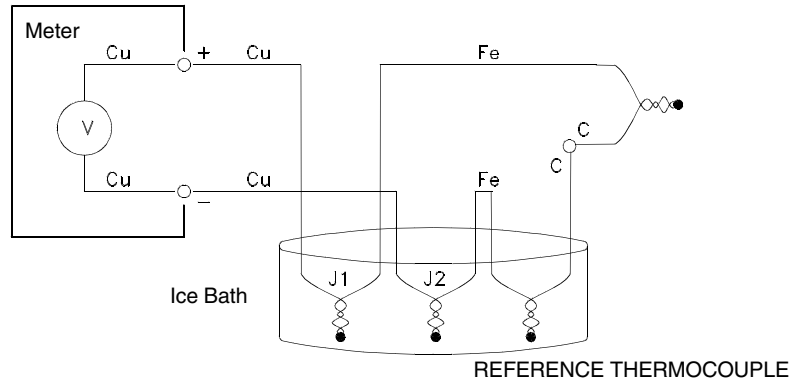 Meter
Cu + Cu Fe
V
C
C
Cu Cu Fe
−
J1 J2
Ice Bath
REFERENCE THERMOCOUPLE